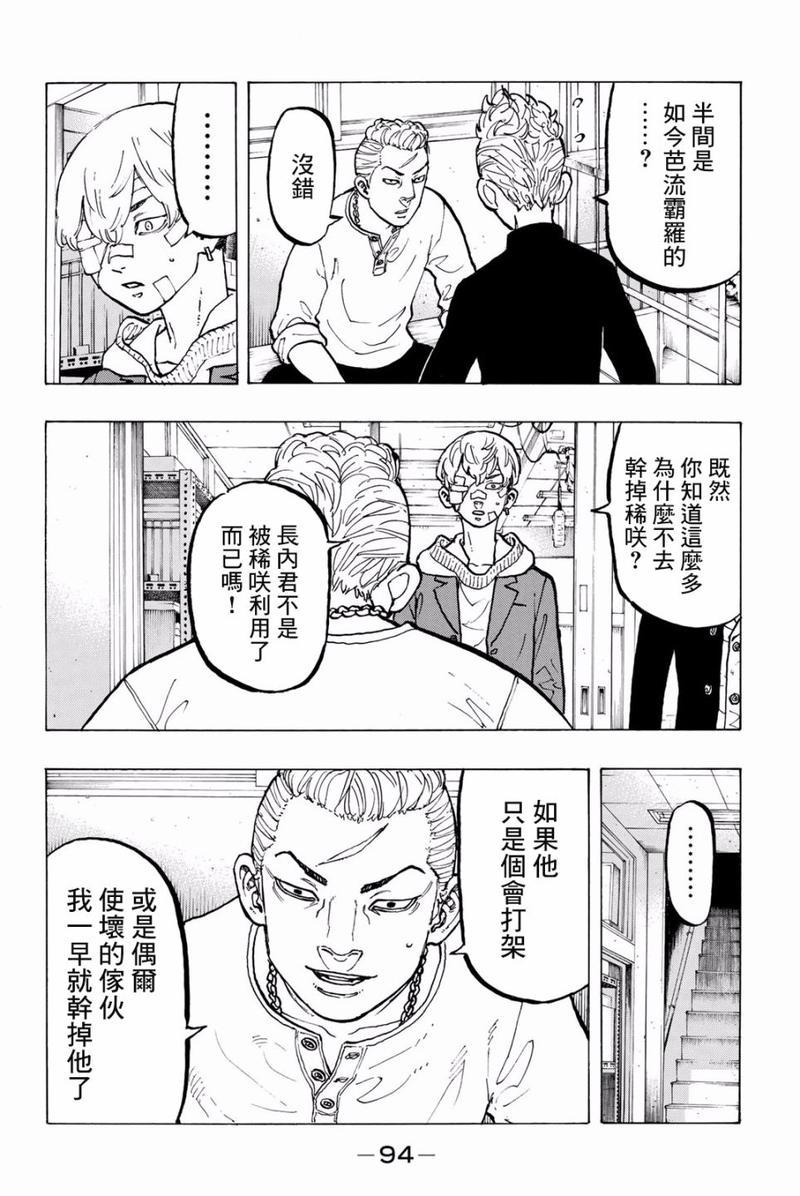 半間是
如今芭流霸羅的
……?
沒錯
………
既然
你知道這麼多
為什麼不去
幹掉稀咲?
長內君不是
被稀咲利用了
而已嗎!
………
如果他
只是個會打架
或是偶爾
使壞的傢伙
我一早就幹掉他了
—94—